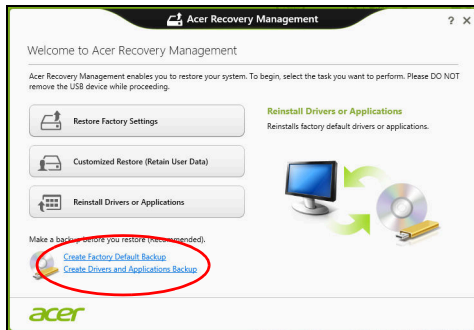 Acer Recovery Management
? X
Welcome to Acer Recovery Management
Acer Recovery Management enables you to restore your system. To begin, select the task you want to perform. Please DO NOT
remove the USB device while proceeding.
Restore Factory Settings
Customized Restore (Retain User Data)
Reinstall Drivers or Applications
Reinstall Drivers or Applications
Reinstalls factory default drivers or applications.
Make a backup before you restore (Recommended).
Create Factory Default Backup
Create Drivers and Applications Backup
acer